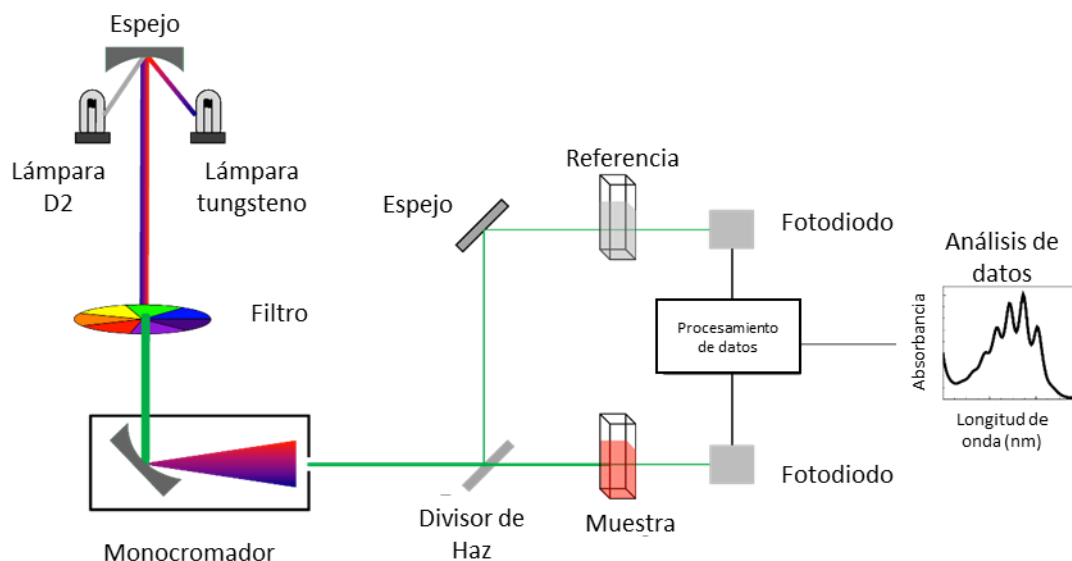 Espejo
Lámpara
D2
Lámpara
tungsteno
Filtro
Monocromador
Espejo
Divisor de
Haz
Referencia
Muestra
Fotodiodo
Procesamiento
de datos
Fotodiodo
Análisis de
datos
Absorbancia
Longitud de
onda (nm)